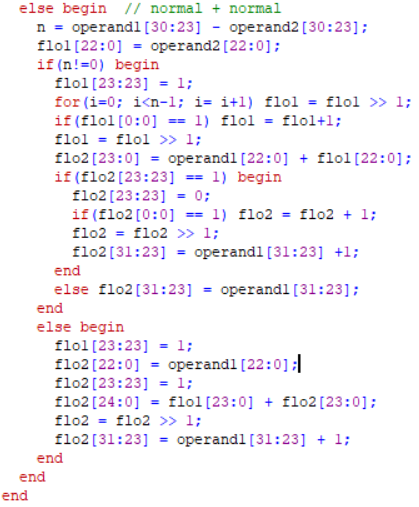 else begin  // normal + normal
n = operand1[30:23] - operand2[30:23];
flo1[22:0] = operand2[22:0];
if(n!=0) begin
flo1[23:23] = 1;
for(i=0; i<n-1; i= i+1) flo1 = flo1 >> 1;
if(flo1[0:0] == 1) flo1 = flo1+1;
flo1 = flo1 >> 1;
flo2[23:0] = operand1[22:0] + flo1[22:0];
if(flo2[23:23] == 1) begin
flo2[23:23] = 0;
if(flo2[0:0] == 1) flo2 = flo2 + 1;
flo2 = flo2 >> 1;
flo2[31:23] = operand1[31:23] +1;
end
else flo2[31:23] = operand1[31:23];
end
else begin
flo1[23:23] = 1;
flo2[22:0] = operand1[22:0];
flo2[23:23] = 1;
flo2[24:0] = flo1[23:0] + flo2[23:0];
flo2 = flo2 >> 1;
flo2[31:23] = operand1[31:23] + 1;
end
end
end